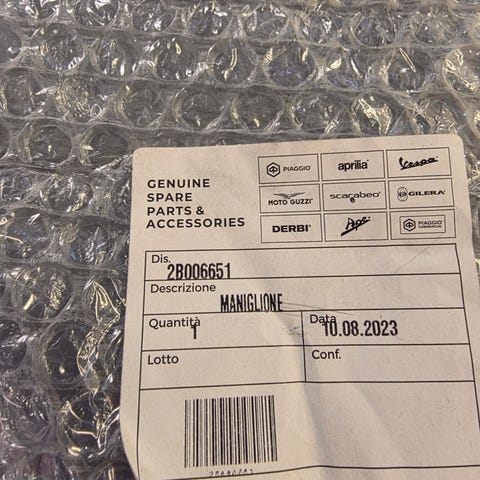 GENUINE
SPARE
PARTS &
ACCESSORIES
PIAGGIO
aprilia
Vespa
MOTO GUZZI
scarabeo
GILERA
DERBI
Ape
PIAGGIO
COMMERCIAL
Dis.
2B006651
Descrizione
MANIGLIONE
Quantità
1
Data
10.08.2023
Lotto
Conf.